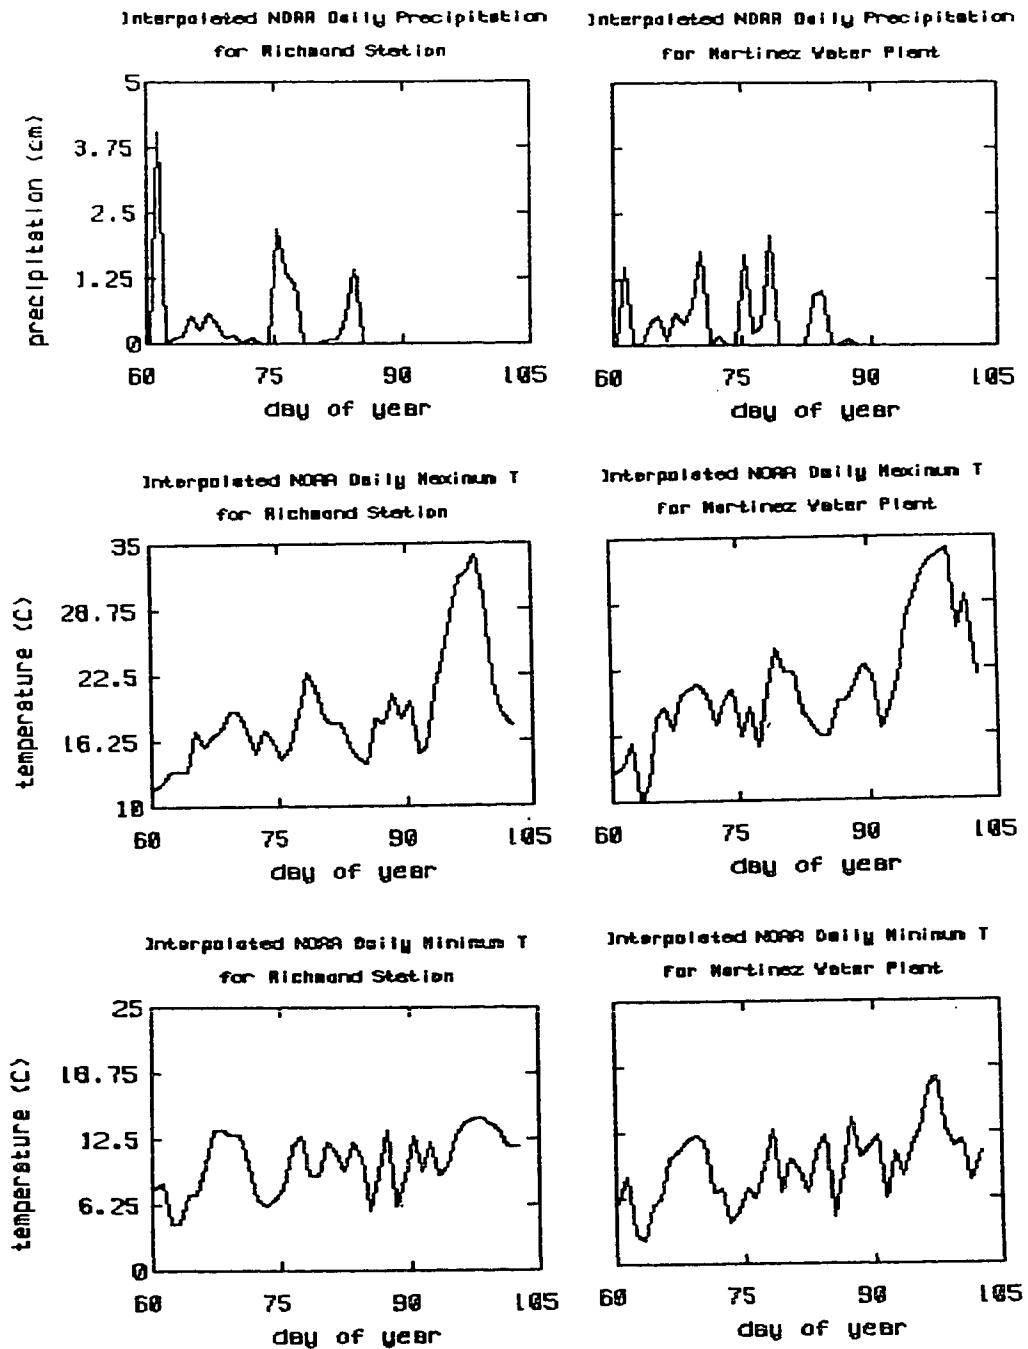 Interpolated NOAA Daily Precipitation
for Richmond Station
5
3.75
2.5
1.25
0
precipitation (cm)
60 75 90 105
day of year
Interpolated NOAA Daily Precipitation
for Martinez Water Plant
60 75 90 105
day of year
Interpolated NOAA Daily Maximum T
for Richmond Station
35
28.75
22.5
16.25
10
temperature (C)
60 75 90 105
day of year
Interpolated NOAA Daily Maximum T
for Martinez Water Plant
60 75 90 105
day of year
Interpolated NOAA Daily Minimum T
for Richmond Station
25
18.75
12.5
6.25
0
temperature (C)
60 75 90 105
day of year
Interpolated NOAA Daily Minimum T
for Martinez Water Plant
60 75 90 105
day of year